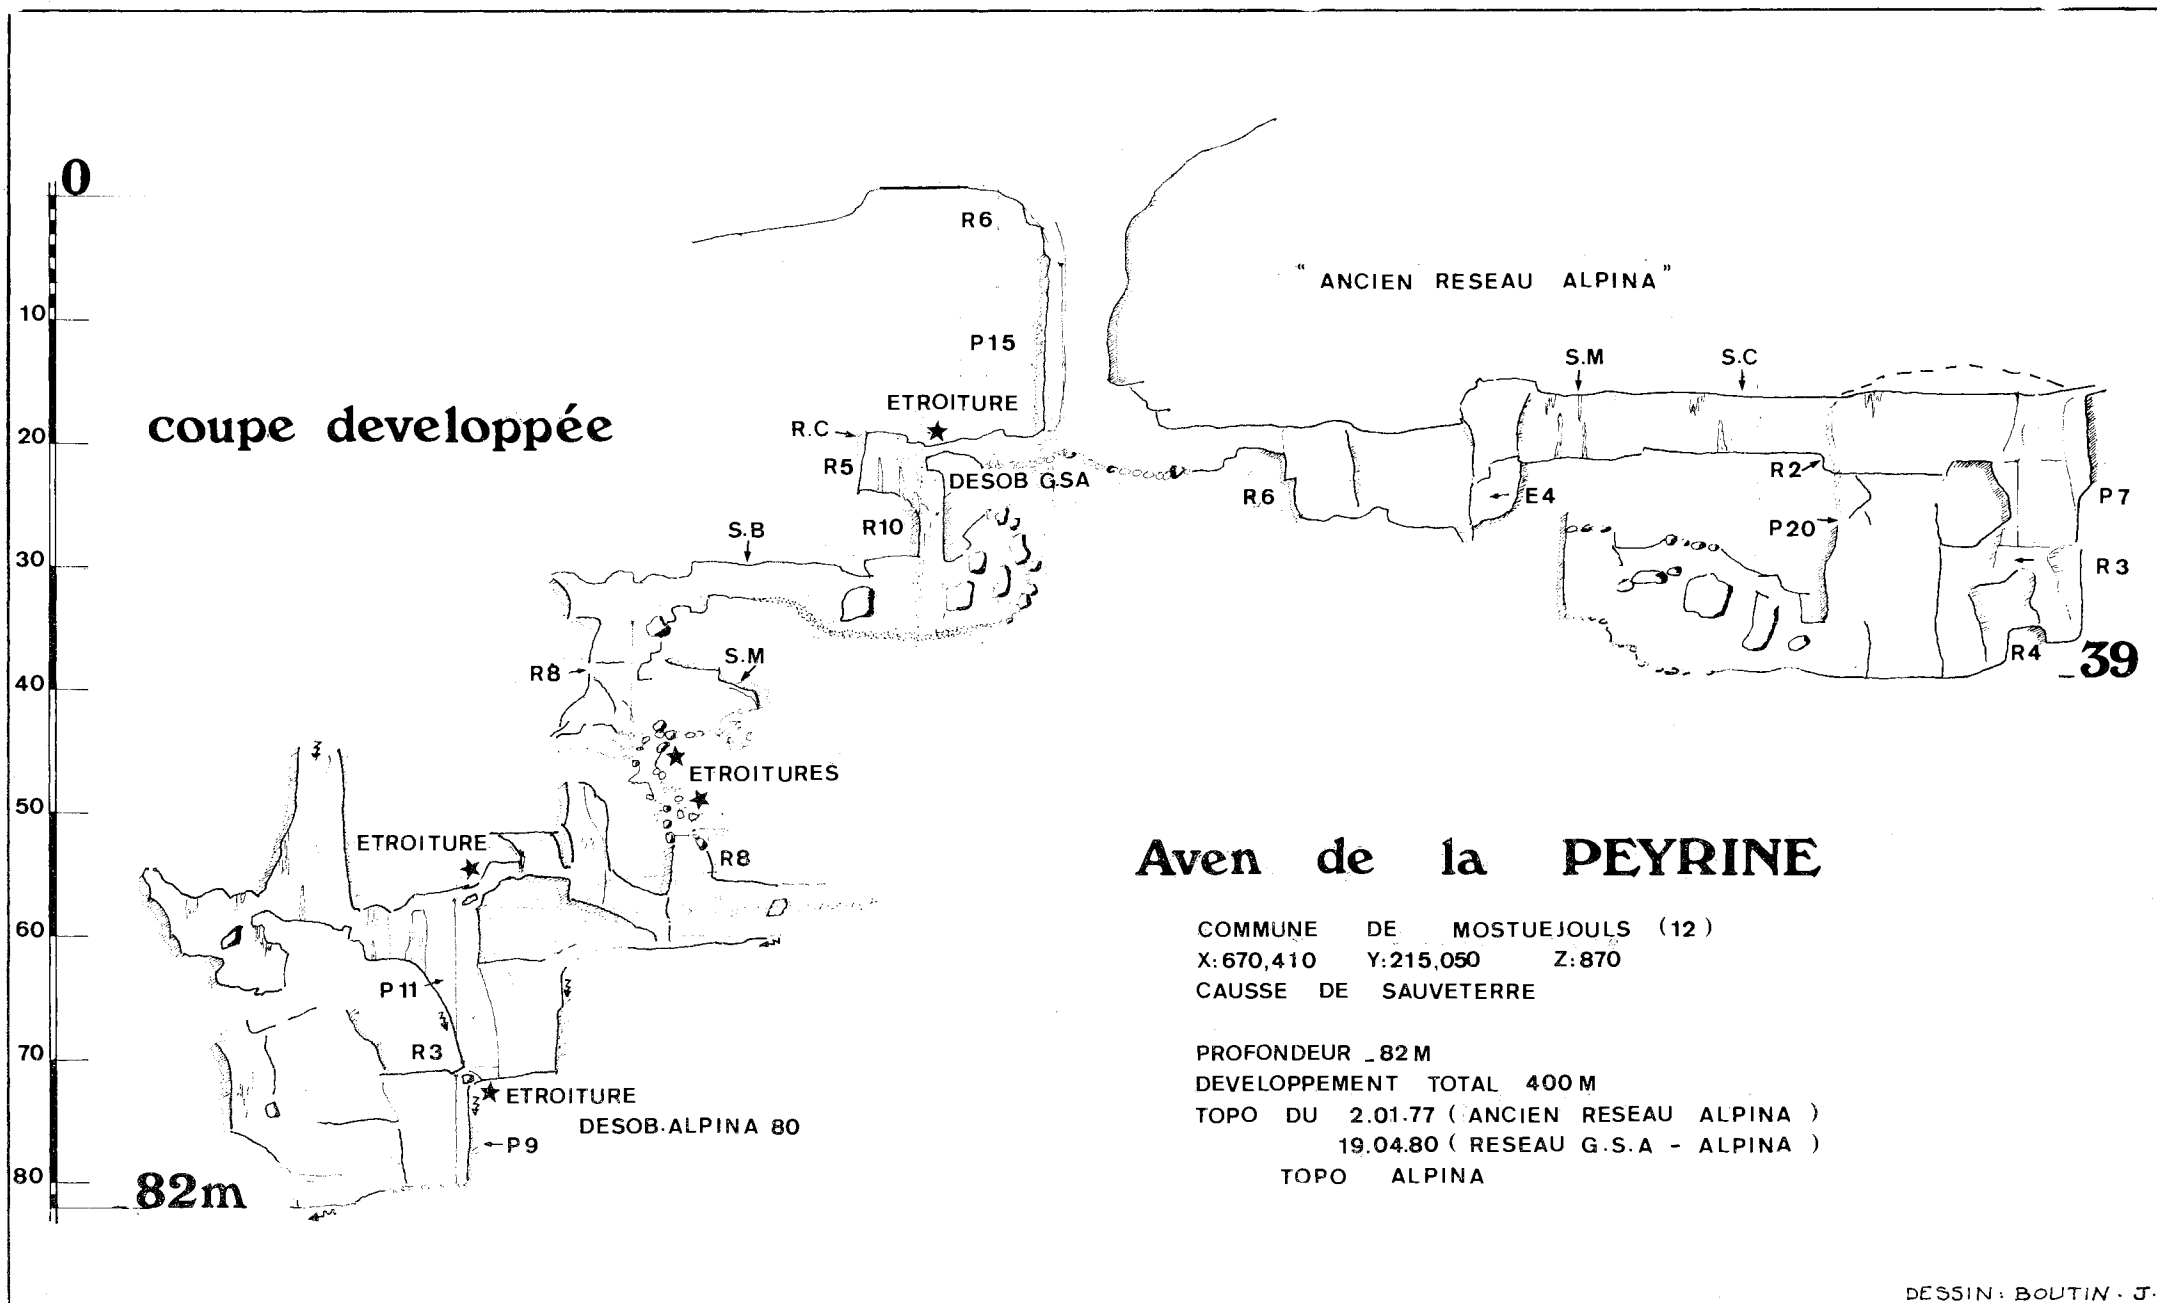 0
10
20
30
40
50
60
70
80
82m
coupe developpée
R6
P15
ETROITURE
R.C
R5
DESOB G.S.A
R10
S.B
R8
S.M
ETROITURES
R8
ETROITURE
P11
R3
ETROITURE
DESOB.ALPINA 80
P9
" ANCIEN RESEAU ALPINA "
S.M
S.C
R6
E4
R2
P20
P7
R3
R4
_39
Aven de la PEYRINE
COMMUNE DE MOSTUEJOULS (12)
X:670,410 Y:215,050 Z:870
CAUSSE DE SAUVETERRE
PROFONDEUR _82 M
DEVELOPPEMENT TOTAL 400 M
TOPO DU 2.01.77 ( ANCIEN RESEAU ALPINA )
19.04.80 ( RESEAU G.S.A - ALPINA )
TOPO ALPINA
DESSIN: BOUTIN . J.